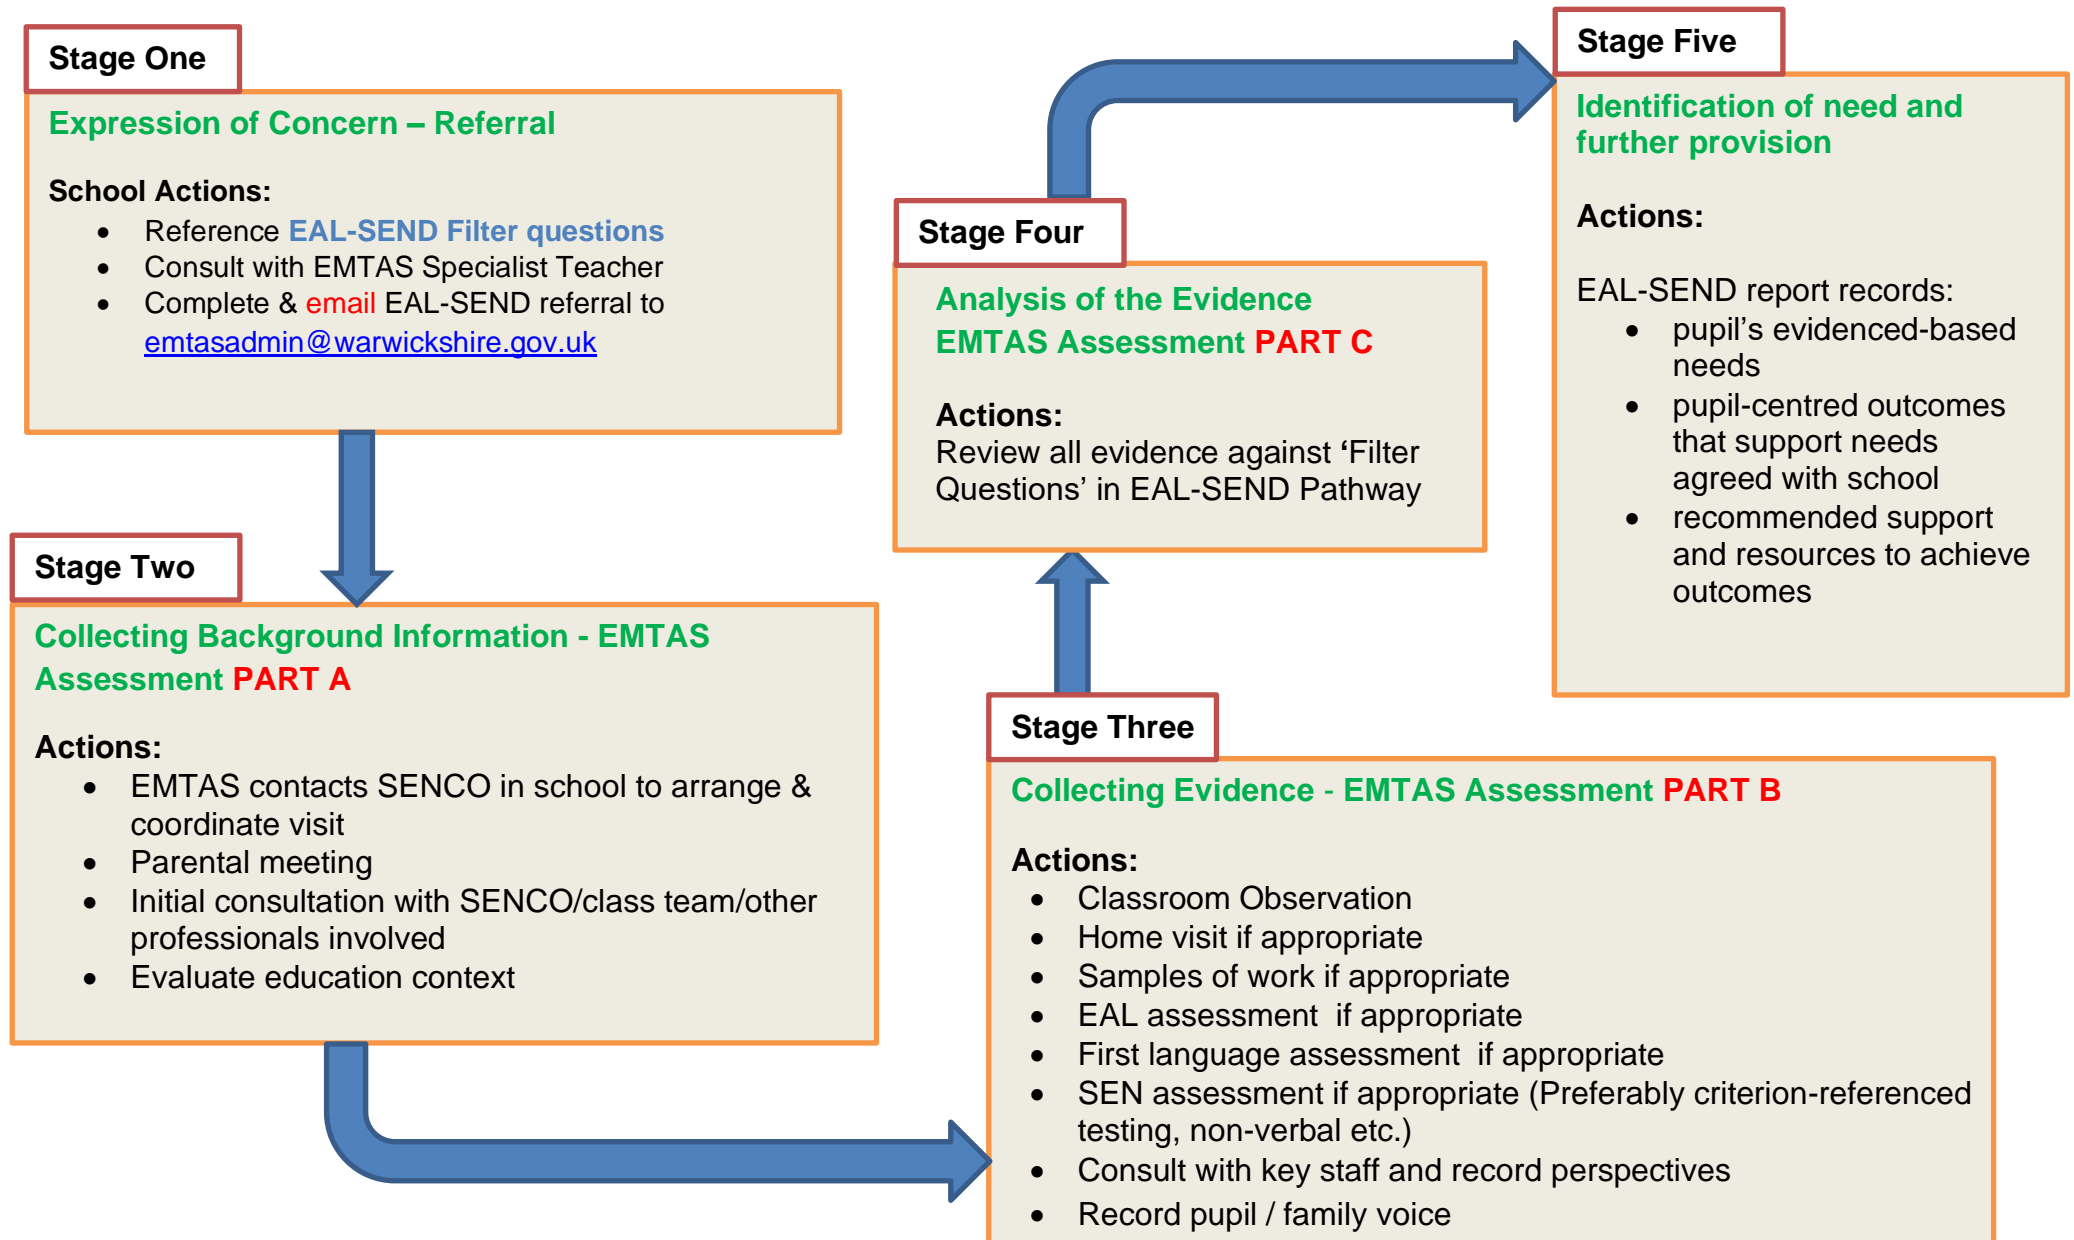 Stage One
Expression of Concern – Referral
School Actions:
• Reference EAL-SEND Filter questions
• Consult with EMTAS Specialist Teacher
• Complete & email EAL-SEND referral to
emtasadmin@warwickshire.gov.uk
Stage Two
Collecting Background Information - EMTAS
Assessment PART A
Actions:
• EMTAS contacts SENCO in school to arrange &
coordinate visit
• Parental meeting
• Initial consultation with SENCO/class team/other
professionals involved
• Evaluate education context
Stage Three
Collecting Evidence - EMTAS Assessment PART B
Actions:
• Classroom Observation
• Home visit if appropriate
• Samples of work if appropriate
• EAL assessment  if appropriate
• First language assessment  if appropriate
• SEN assessment if appropriate (Preferably criterion-referenced
testing, non-verbal etc.)
• Consult with key staff and record perspectives
• Record pupil / family voice
Stage Four
Analysis of the Evidence
EMTAS Assessment PART C
Actions:
Review all evidence against ‘Filter
Questions’ in EAL-SEND Pathway
Stage Five
Identification of need and
further provision
Actions:
EAL-SEND report records:
• pupil’s evidenced-based
needs
• pupil-centred outcomes
that support needs
agreed with school
• recommended support
and resources to achieve
outcomes